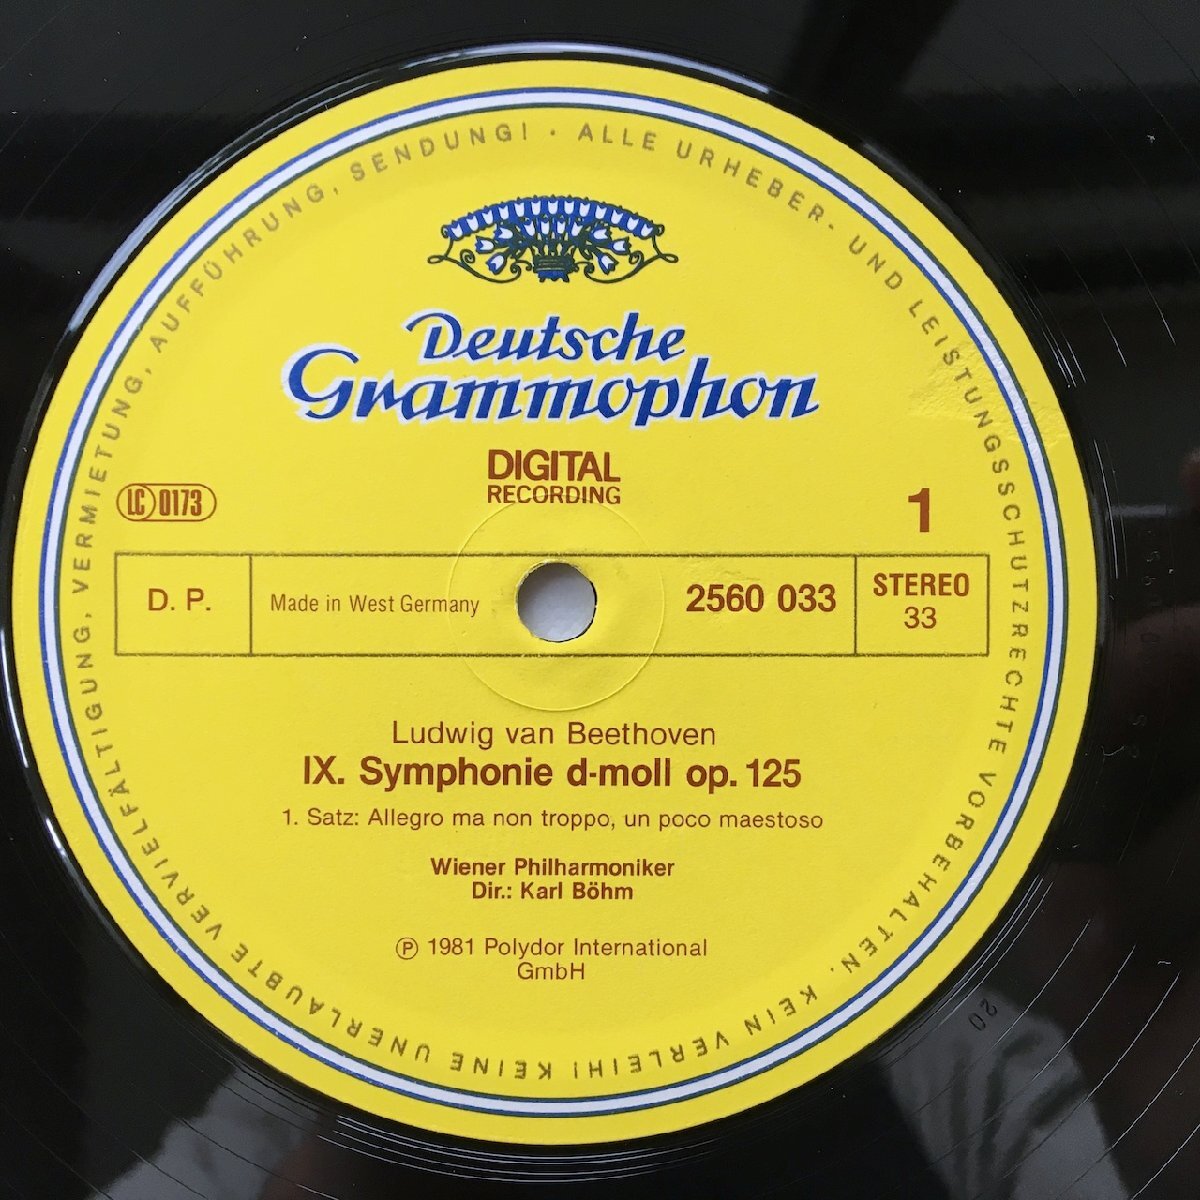 ALLE URHEBER- UND LEISTUNGSSCHUTZRECHTE VORBEHALTEN. KEIN VERLEIH! KEINE UNERLAUBTE VERVIELFÄLTIGUNG, VERMIETUNG, AUFFÜHRUNG, SENDUNG! ·
Deutsche
Grammophon
DIGITAL
RECORDING
LC 0173
1
D. P.
Made in West Germany
2560 033
STEREO
33
Ludwig van Beethoven
IX. Symphonie d-moll op. 125
1. Satz: Allegro ma non troppo, un poco maestoso
Wiener Philharmoniker
Dir.: Karl Böhm
℗ 1981 Polydor International
GmbH
20